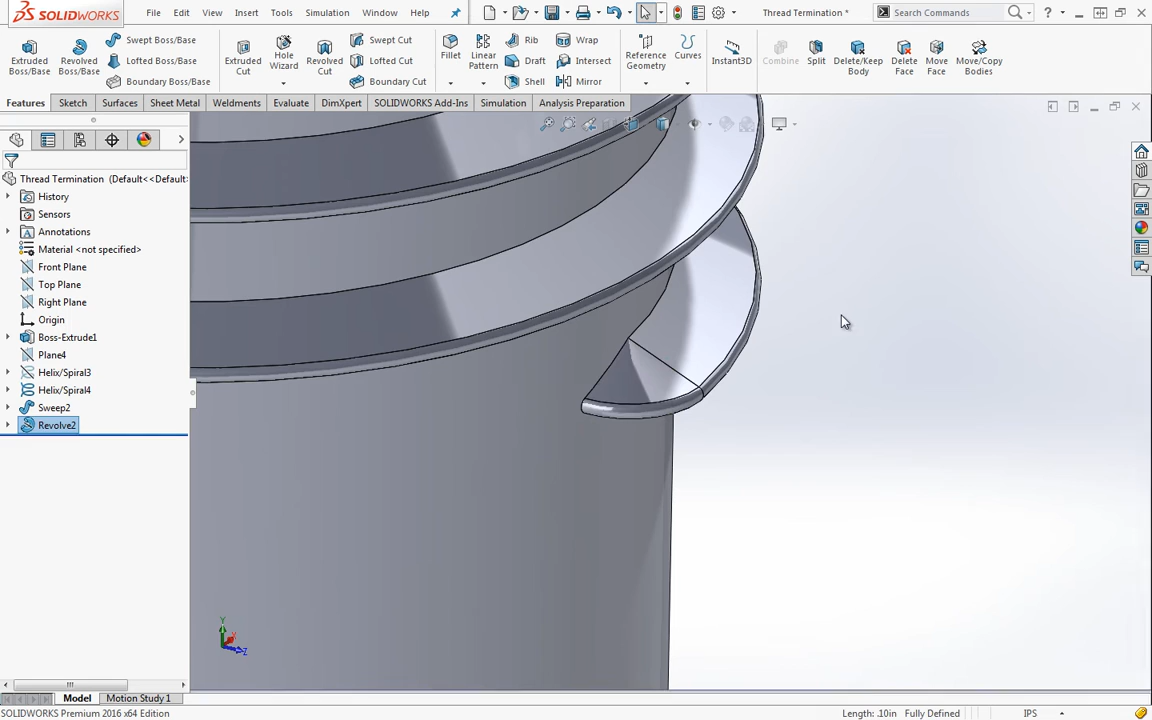 SOLIDWORKS File Edit View Insert Tools Simulation Window Help Thread Termination * Search Commands ?
Extruded Boss/Base
Revolved Boss/Base
Swept Boss/Base
Lofted Boss/Base
Boundary Boss/Base
Extruded Cut
Hole Wizard
Revolved Cut
Swept Cut
Lofted Cut
Boundary Cut
Fillet
Linear Pattern
Rib
Draft
Shell
Wrap
Intersect
Mirror
Reference Geometry
Curves
Instant3D
Combine
Split
Delete/Keep Body
Delete Face
Move Face
Move/Copy Bodies
Features Sketch Surfaces Sheet Metal Weldments Evaluate DimXpert SOLIDWORKS Add-Ins Simulation Analysis Preparation
Thread Termination (Default<<Default:
History
Sensors
Annotations
Material <not specified>
Front Plane
Top Plane
Right Plane
Origin
Boss-Extrude1
Plane4
Helix/Spiral3
Helix/Spiral4
Sweep2
Revolve2
Y
X
Z
Model Motion Study 1
SOLIDWORKS Premium 2016 x64 Edition Length: .10in Fully Defined IPS